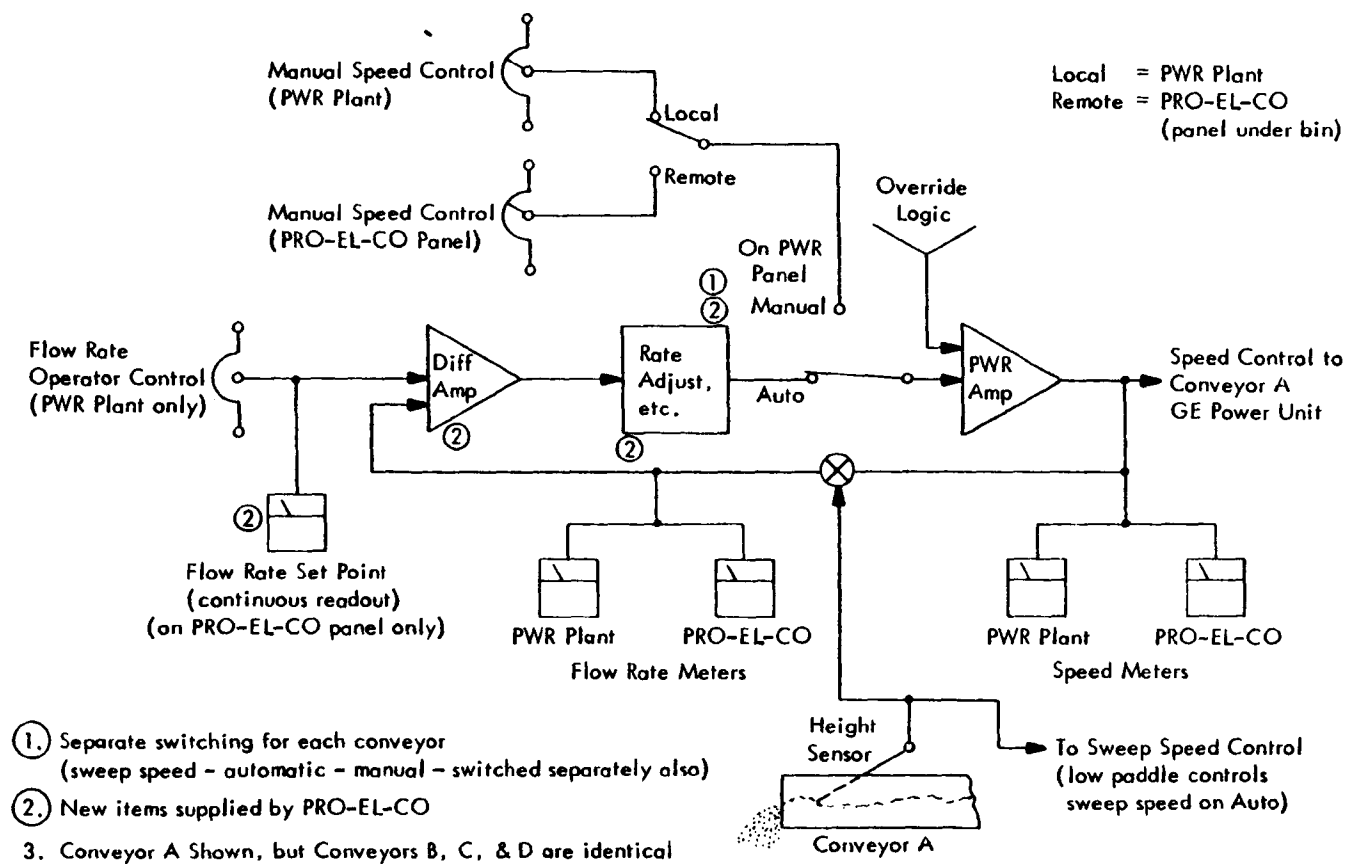 Manual Speed Control
(PWR Plant)
Local
Remote
Manual Speed Control
(PRO-EL-CO Panel)
Local = PWR Plant
Remote = PRO-EL-CO
(panel under bin)
Override
Logic
On PWR
Panel
1
2
Manual
Flow Rate
Operator Control
(PWR Plant only)
Diff
Amp
2
Rate
Adjust,
etc.
2
Auto
PWR
Amp
Speed Control to
Conveyor A
GE Power Unit
2
Flow Rate Set Point
(continuous readout)
(on PRO-EL-CO panel only)
PWR Plant
PRO-EL-CO
Flow Rate Meters
PWR Plant
PRO-EL-CO
Speed Meters
Height
Sensor
To Sweep Speed Control
(low paddle controls
sweep speed on Auto)
Conveyor A
1. Separate switching for each conveyor
(sweep speed - automatic - manual - switched separately also)
2. New items supplied by PRO-EL-CO
3. Conveyor A Shown, but Conveyors B, C, & D are identical